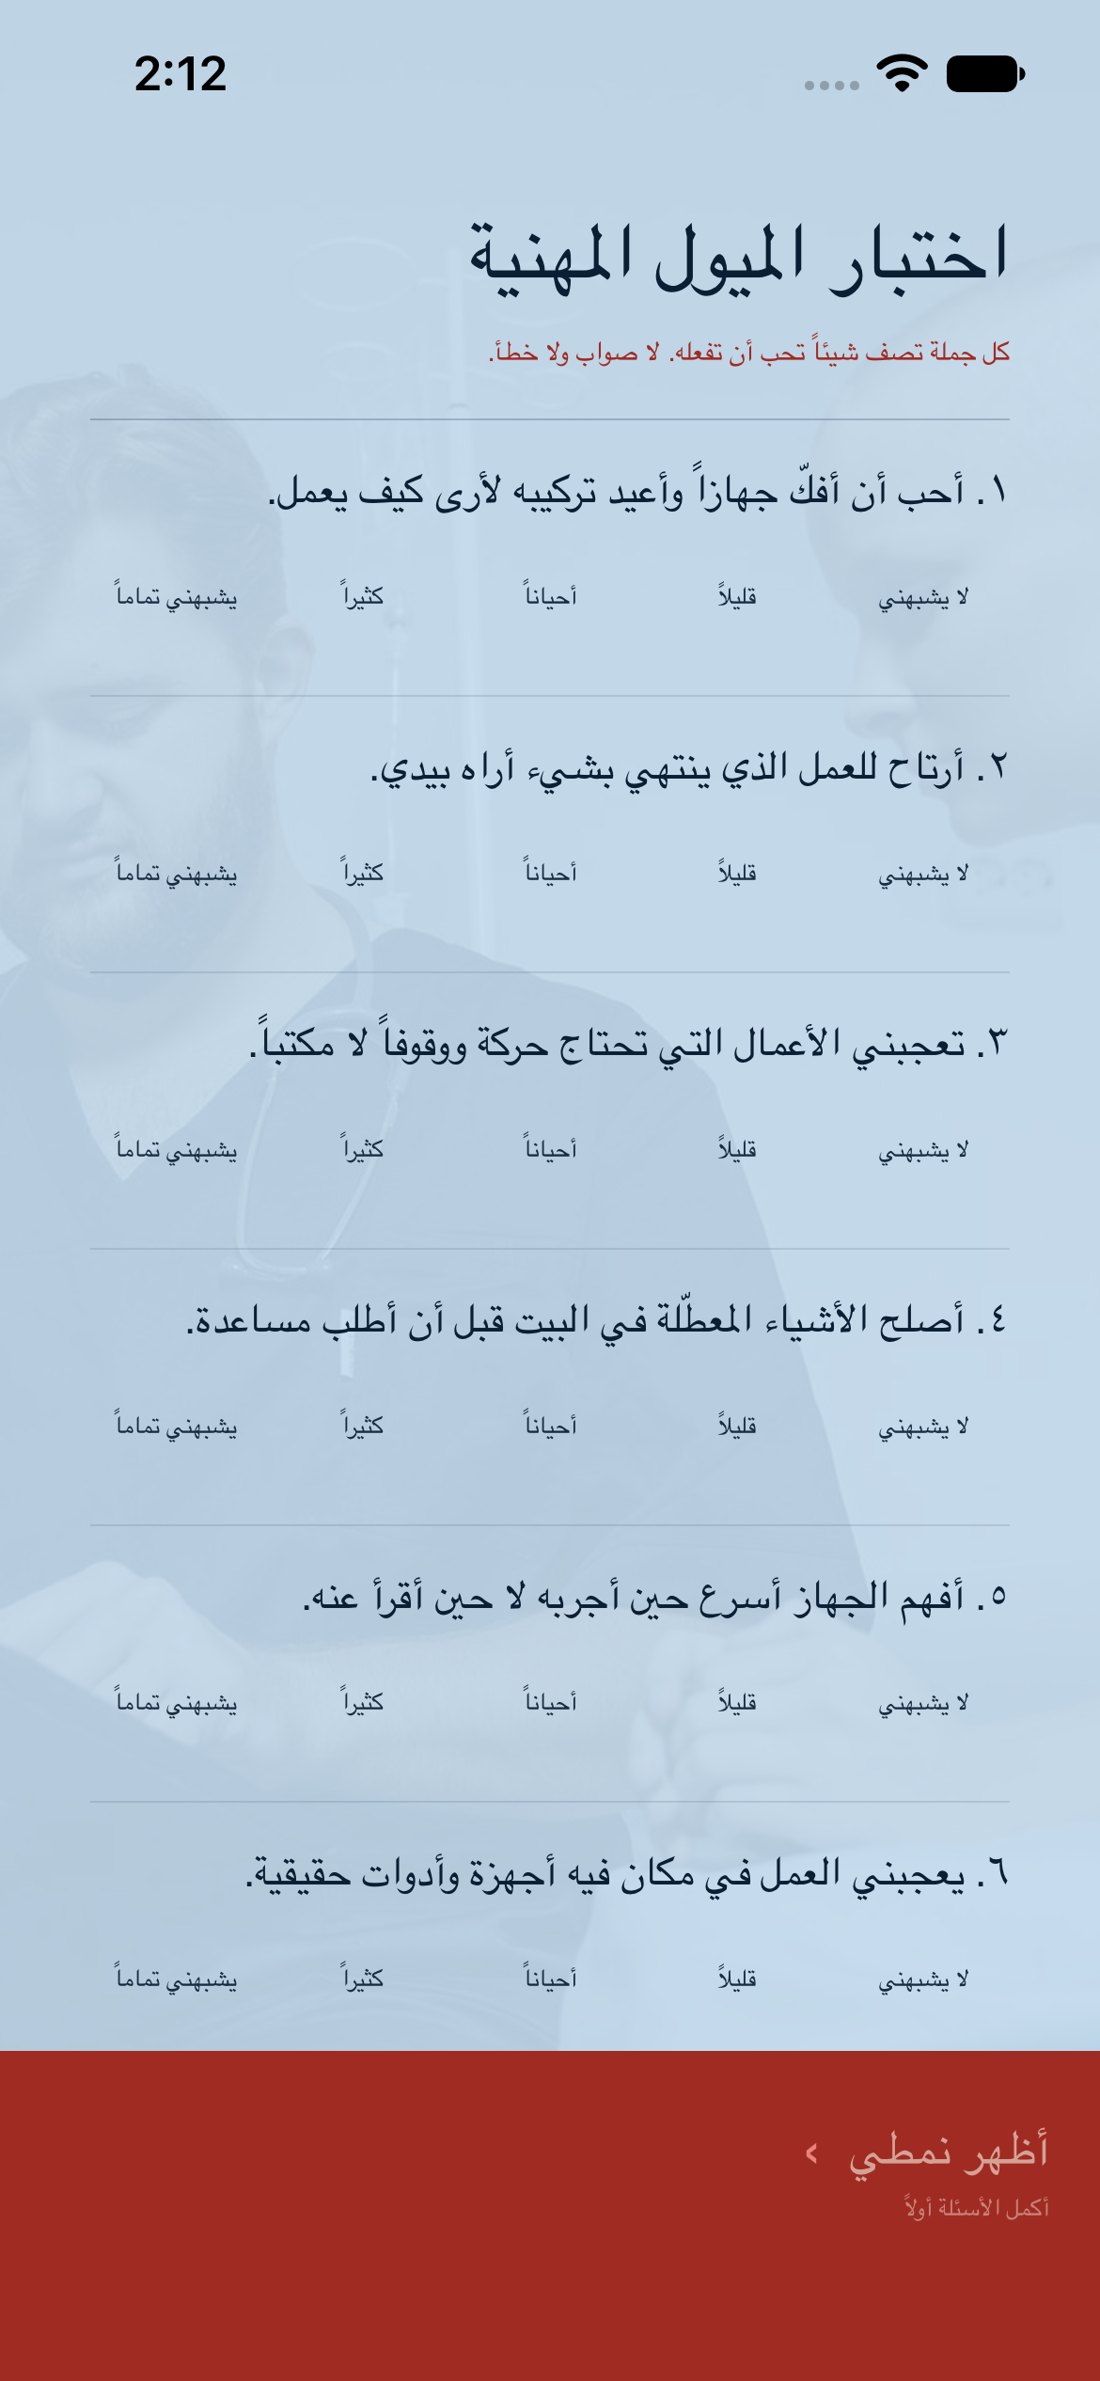 2:12
اختبار الميول المهنية
كل جملة تصف شيئاً تحب أن تفعله. لا صواب ولا خطأ.
١. أحب أن أفكّ جهازاً وأعيد تركيبه لأرى كيف يعمل.
لا يشبهني قليلاً أحياناً كثيراً يشبهني تماماً
٢. أرتاح للعمل الذي ينتهي بشيء أراه بيدي.
لا يشبهني قليلاً أحياناً كثيراً يشبهني تماماً
٣. تعجبني الأعمال التي تحتاج حركة ووقوفاً لا مكتباً.
لا يشبهني قليلاً أحياناً كثيراً يشبهني تماماً
٤. أصلح الأشياء المعطّلة في البيت قبل أن أطلب مساعدة.
لا يشبهني قليلاً أحياناً كثيراً يشبهني تماماً
٥. أفهم الجهاز أسرع حين أجربه لا حين أقرأ عنه.
لا يشبهني قليلاً أحياناً كثيراً يشبهني تماماً
٦. يعجبني العمل في مكان فيه أجهزة وأدوات حقيقية.
لا يشبهني قليلاً أحياناً كثيراً يشبهني تماماً
أظهر نمطي ›
أكمل الأسئلة أولاً